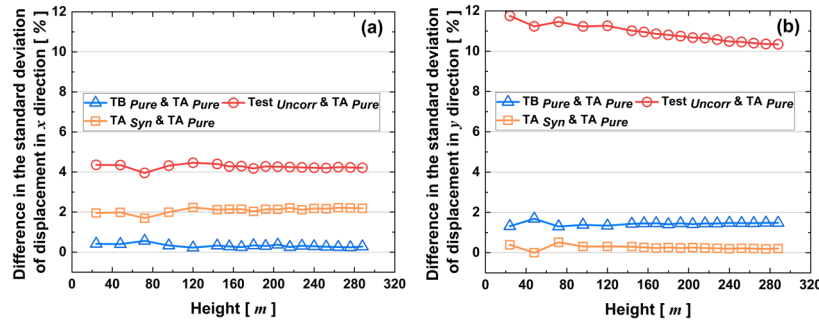 Difference in the standard deviation
of displacement in x direction [ % ]
12
10
8
6
4
2
0
(a)
TB Pure & TA Pure
Test Uncorr & TA Pure
TA Syn & TA Pure
0 40 80 120 160 200 240 280 320
Height [ m ]
Difference in the standard deviation
of displacement in y direction [ % ]
12
10
8
6
4
2
0
(b)
TB Pure & TA Pure
Test Uncorr & TA Pure
TA Syn & TA Pure
0 40 80 120 160 200 240 280 320
Height [ m ]